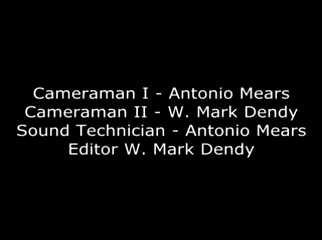 Cameraman I - Antonio Mears
Cameraman II - W. Mark Dendy
Sound Technician - Antonio Mears
Editor W. Mark Dendy